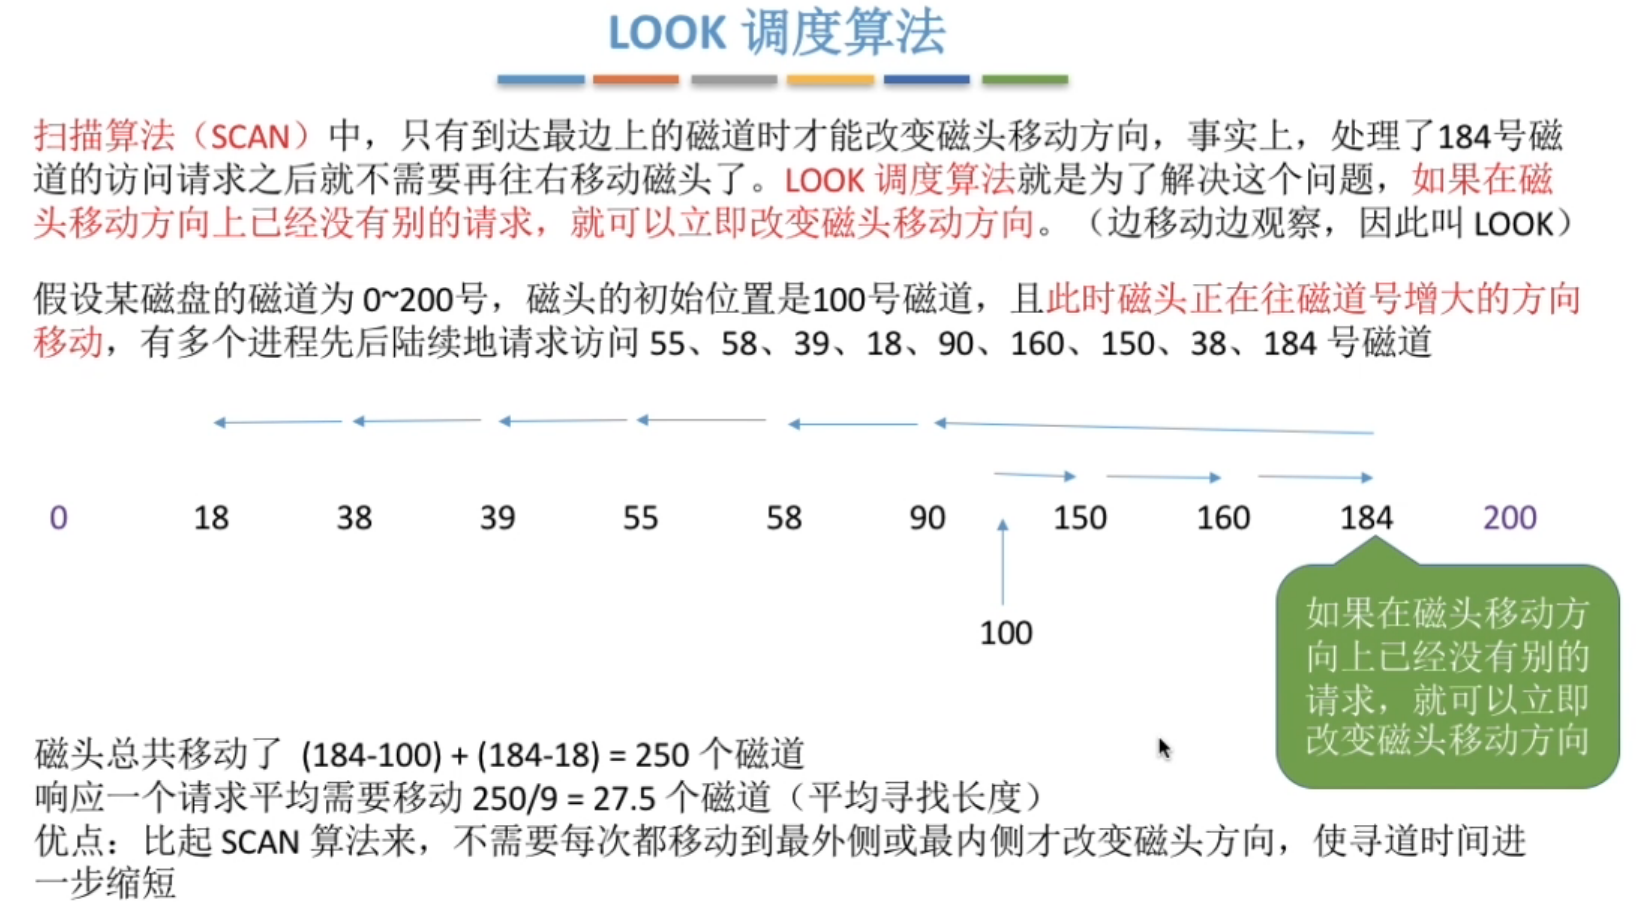 LOOK 调度算法
扫描算法（SCAN）中，只有到达最边上的磁道时才能改变磁头移动方向，事实上，处理了184号磁
道的访问请求之后就不需要再往右移动磁头了。LOOK 调度算法就是为了解决这个问题，如果在磁
头移动方向上已经没有别的请求，就可以立即改变磁头移动方向。（边移动边观察，因此叫 LOOK）
假设某磁盘的磁道为 0~200号，磁头的初始位置是100号磁道，且此时磁头正在往磁道号增大的方向
移动，有多个进程先后陆续地请求访问 55、58、39、18、90、160、150、38、184 号磁道
0 18 38 39 55 58 90 150 160 184 200
100
如果在磁头移动方
向上已经没有别的
请求，就可以立即
改变磁头移动方向
磁头总共移动了 (184-100) + (184-18) = 250 个磁道
响应一个请求平均需要移动 250/9 = 27.5 个磁道（平均寻找长度）
优点：比起 SCAN 算法来，不需要每次都移动到最外侧或最内侧才改变磁头方向，使寻道时间进
一步缩短